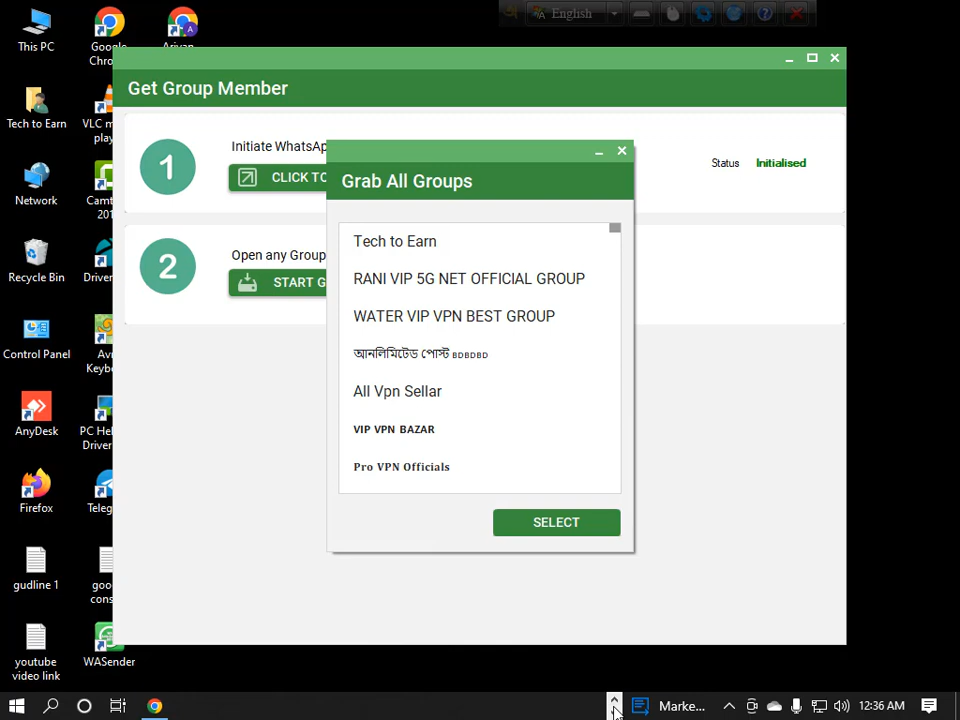 English
This PC
Google
Chro...
Ariyan
Tech to Earn
VLC m
play
Network
Camt
201
Recycle Bin
Driver
Control Panel
Avr
Keyb
AnyDesk
PC Hel
Driver
Firefox
Teleg
gudline 1
goo
cons
youtube
video link
WASender
Get Group Member
1
Initiate WhatsAp
CLICK TO
Status
Initialised
2
Open any Group
START G
Grab All Groups
Tech to Earn
RANI VIP 5G NET OFFICIAL GROUP
WATER VIP VPN BEST GROUP
আনলিমিটেড পোস্ট BDBDBD
All Vpn Sellar
VIP VPN BAZAR
Pro VPN Officials
SELECT
Marke...
12:36 AM